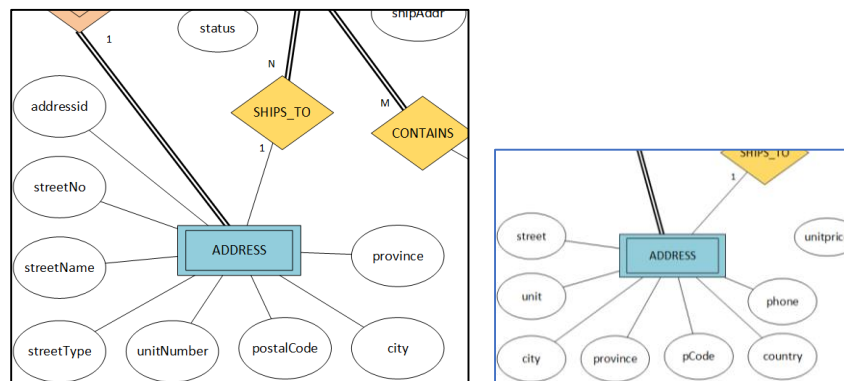 shipAddr
1
status
N
addressid
SHIPS_TO
M
CONTAINS
1
streetNo
ADDRESS
province
streetName
streetType
unitNumber
postalCode
city
SHIPS_TO
1
street
unitprice
ADDRESS
unit
phone
city
province
pCode
country